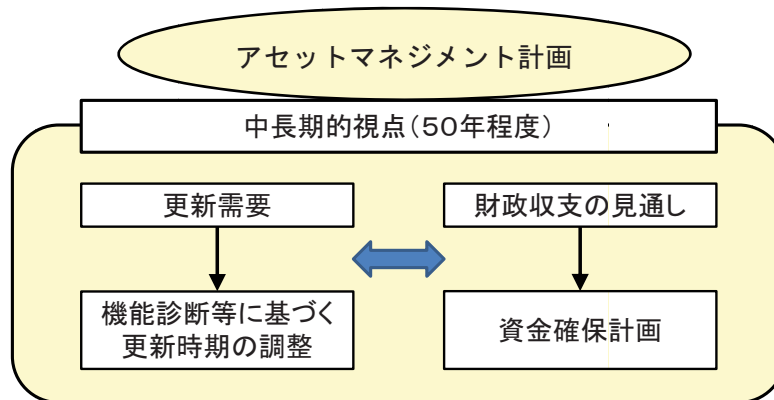 アセットマネジメント計画
中長期的視点（５０年程度）
更新需要
財政収支の見通し
機能診断等に基づく
更新時期の調整
資金確保計画